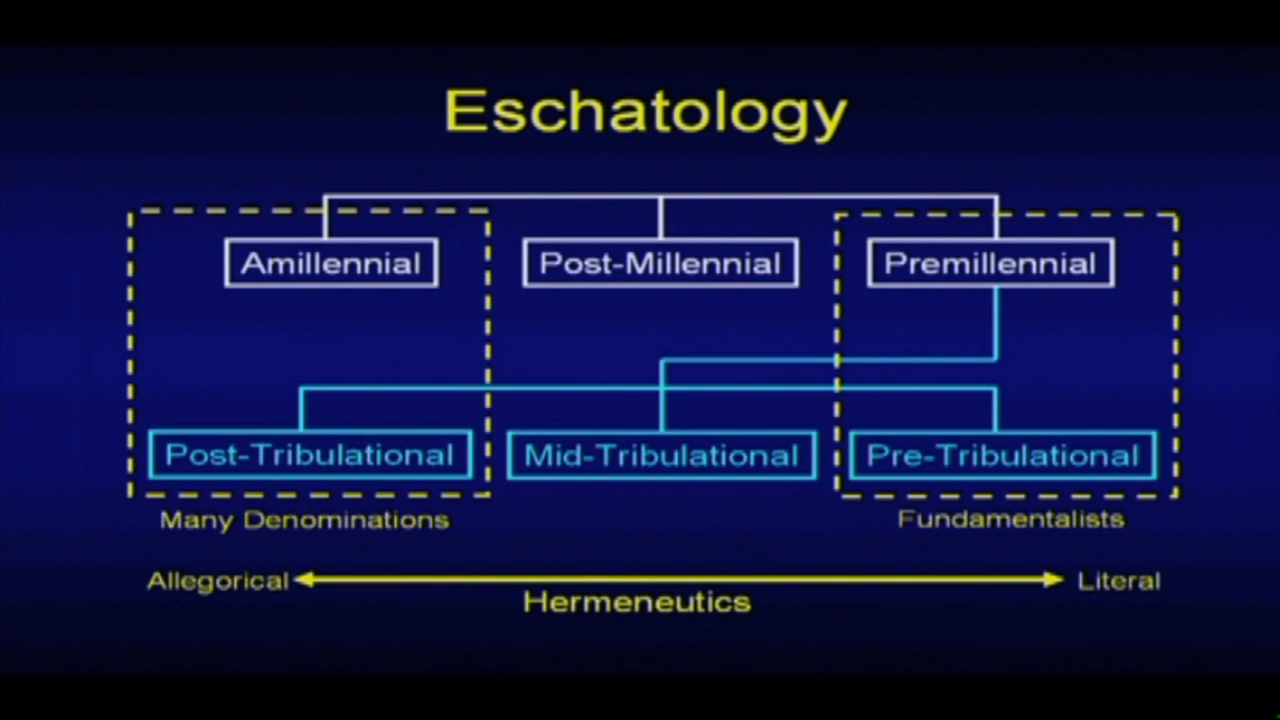 Eschatology
Amillennial
Post-Millennial
Premillennial
Post-Tribulational
Mid-Tribulational
Pre-Tribulational
Many Denominations
Fundamentalists
Allegorical
Literal
Hermeneutics